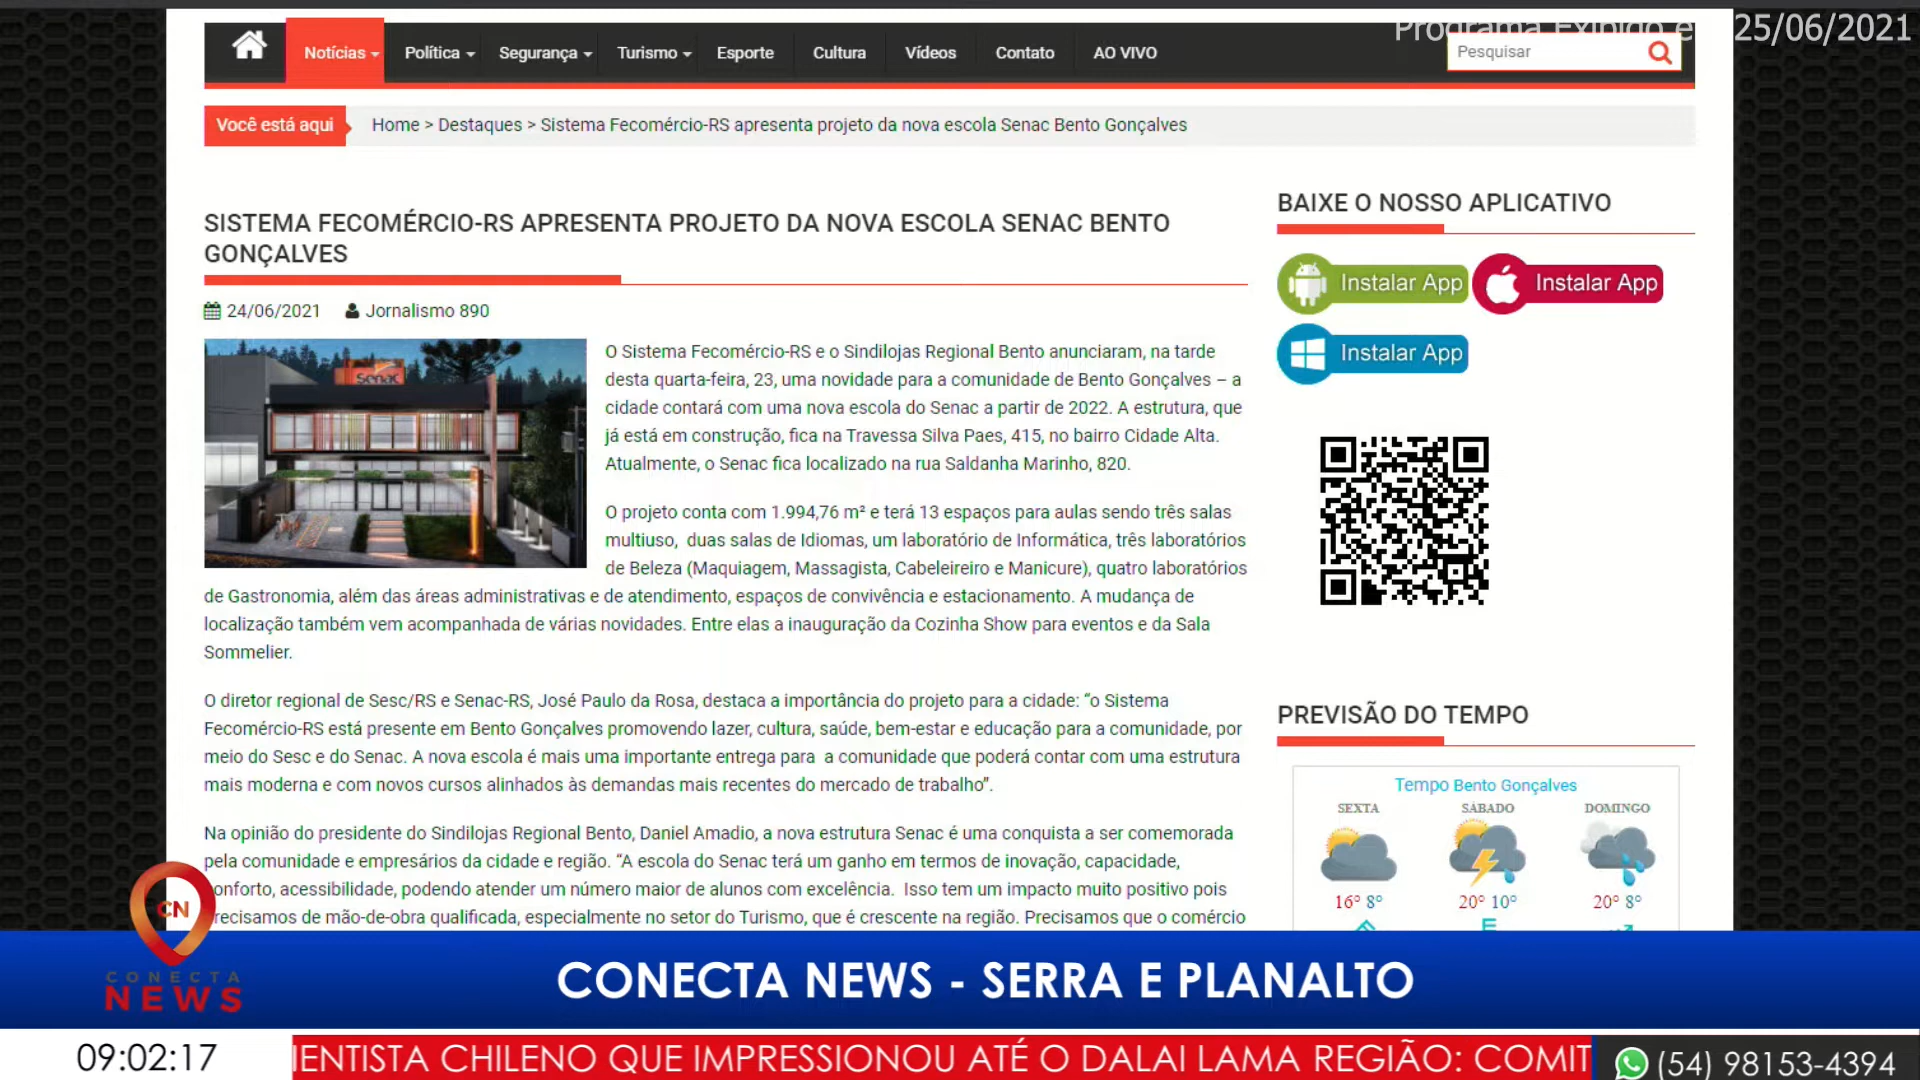 Programa Exibido e 25/06/2021
Notícias Política Segurança Turismo Esporte Cultura Vídeos Contato AO VIVO Pesquisar
Você está aqui Home > Destaques > Sistema Fecomércio-RS apresenta projeto da nova escola Senac Bento Gonçalves
SISTEMA FECOMÉRCIO-RS APRESENTA PROJETO DA NOVA ESCOLA SENAC BENTO
GONÇALVES
24/06/2021 Jornalismo 890
senac
O Sistema Fecomércio-RS e o Sindilojas Regional Bento anunciaram, na tarde
desta quarta-feira, 23, uma novidade para a comunidade de Bento Gonçalves – a
cidade contará com uma nova escola do Senac a partir de 2022. A estrutura, que
já está em construção, fica na Travessa Silva Paes, 415, no bairro Cidade Alta.
Atualmente, o Senac fica localizado na rua Saldanha Marinho, 820.
O projeto conta com 1.994,76 m² e terá 13 espaços para aulas sendo três salas
multiuso, duas salas de Idiomas, um laboratório de Informática, três laboratórios
de Beleza (Maquiagem, Massagista, Cabeleireiro e Manicure), quatro laboratórios
de Gastronomia, além das áreas administrativas e de atendimento, espaços de convivência e estacionamento. A mudança de
localização também vem acompanhada de várias novidades. Entre elas a inauguração da Cozinha Show para eventos e da Sala
Sommelier.
O diretor regional de Sesc/RS e Senac-RS, José Paulo da Rosa, destaca a importância do projeto para a cidade: “o Sistema
Fecomércio-RS está presente em Bento Gonçalves promovendo lazer, cultura, saúde, bem-estar e educação para a comunidade, por
meio do Sesc e do Senac. A nova escola é mais uma importante entrega para a comunidade que poderá contar com uma estrutura
mais moderna e com novos cursos alinhados às demandas mais recentes do mercado de trabalho”.
Na opinião do presidente do Sindilojas Regional Bento, Daniel Amadio, a nova estrutura Senac é uma conquista a ser comemorada
pela comunidade e empresários da cidade e região. “A escola do Senac terá um ganho em termos de inovação, capacidade,
onforto, acessibilidade, podendo atender um número maior de alunos com excelência. Isso tem um impacto muito positivo pois
recisamos de mão-de-obra qualificada, especialmente no setor do Turismo, que é crescente na região. Precisamos que o comércio
BAIXE O NOSSO APLICATIVO
Instalar App Instalar App
Instalar App
PREVISÃO DO TEMPO
Tempo Bento Gonçalves
SEXTA SÁBADO DOMINGO
16° 8° 20° 10° 20° 8°
E
CN
CONECTA
NEWS
CONECTA NEWS - SERRA E PLANALTO
09:02:17 IENTISTA CHILENO QUE IMPRESSIONOU ATÉ O DALAI LAMA REGIÃO: COMIT (54) 98153-4394